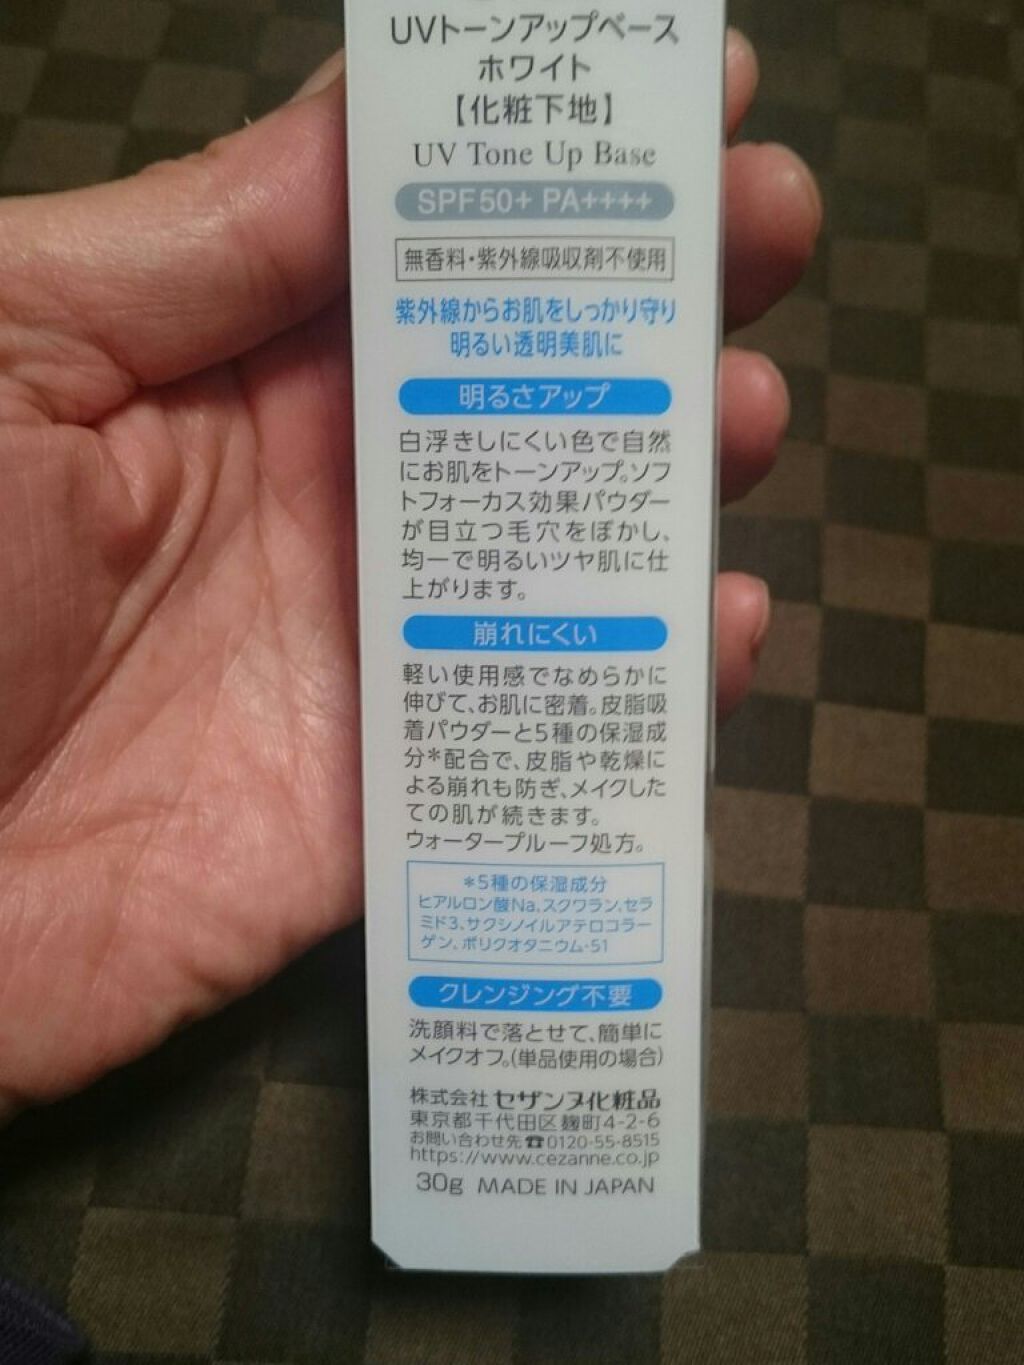 UVトーンアップベース
ホワイト
【化粧下地】
UV Tone Up Base
SPF50+ PA++++
無香料・紫外線吸収剤不使用
紫外線からお肌をしっかり守り
明るい透明美肌に
明るさアップ
白浮きしにくい色で自然
にお肌をトーンアップ。ソフ
トフォーカス効果パウダー
が目立つ毛穴をぼかし、
均一で明るいツヤ肌に仕
上がります。
崩れにくい
軽い使用感でなめらかに
伸びて、お肌に密着。皮脂吸
着パウダーと5種の保湿成
分*配合で、皮脂や乾燥に
よる崩れも防ぎ、メイクした
ての肌が続きます。
ウォータープルーフ処方。
*5種の保湿成分
ヒアルロン酸Na、スクワラン、セラ
ミド3、サクシノイルアテロコラー
ゲン、ポリクオタニウム-51
クレンジング不要
洗顔料で落とせて、簡単に
メイクオフ。(単品使用の場合)
株式会社 セザンヌ化粧品
東京都千代田区麹町4-2-6
お問い合わせ先☎0120-55-8515
https://www.cezanne.co.jp
30g MADE IN JAPAN